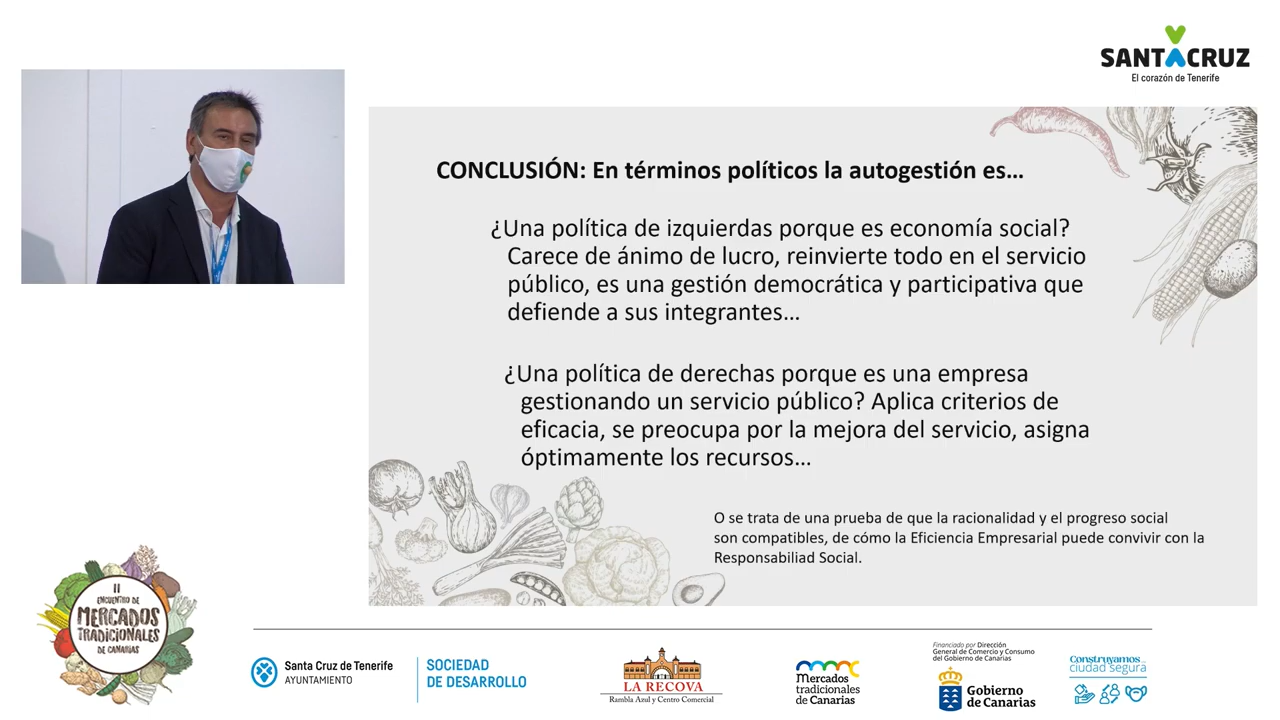 SANTACRUZ
El corazón de Tenerife
CONCLUSIÓN: En términos políticos la autogestión es...
¿Una política de izquierdas porque es economía social?
Carece de ánimo de lucro, reinvierte todo en el servicio
público, es una gestión democrática y participativa que
defiende a sus integrantes...
¿Una política de derechas porque es una empresa
gestionando un servicio público? Aplica criterios de
eficacia, se preocupa por la mejora del servicio, asigna
óptimamente los recursos...
O se trata de una prueba de que la racionalidad y el progreso social
son compatibles, de cómo la Eficiencia Empresarial puede convivir con la
Responsabiliad Social.
II
ENCUENTRO DE
MERCADOS
TRADICIONALES
DE CANARIAS
Santa Cruz de Tenerife
AYUNTAMIENTO
SOCIEDAD
DE DESARROLLO
LA RECOVA
Rambla Azul y Centro Comercial
Mercados
tradicionales
de Canarias
Financiado por Dirección
General de Comercio y Consumo
del Gobierno de Canarias
Gobierno
de Canarias
Construyamos...
ciudad segura